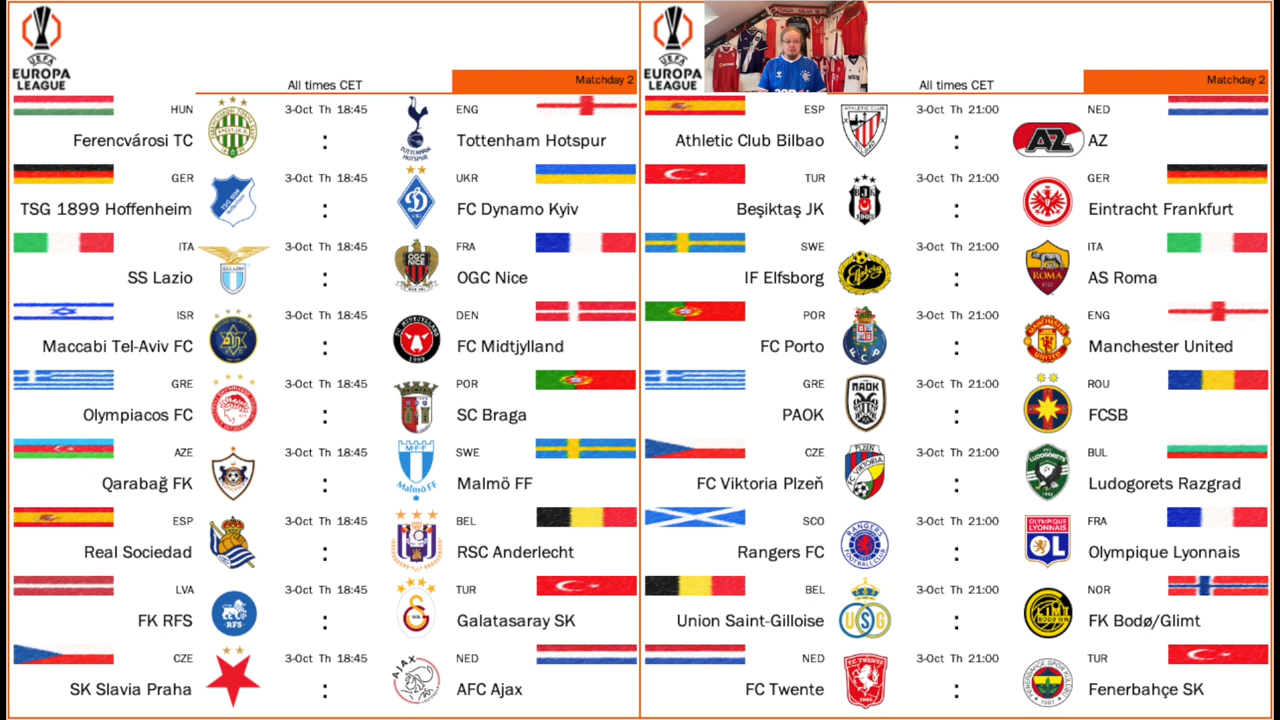 UEFA
EUROPA
LEAGUE
All times CET
Matchday 2
HUN 3-Oct Th 18:45 ENG
Ferencvárosi TC : Tottenham Hotspur
GER 3-Oct Th 18:45 UKR
TSG 1899 Hoffenheim : FC Dynamo Kyiv
ITA 3-Oct Th 18:45 FRA
SS Lazio : OGC Nice
ISR 3-Oct Th 18:45 DEN
Maccabi Tel-Aviv FC : FC Midtjylland
GRE 3-Oct Th 18:45 POR
Olympiacos FC : SC Braga
AZE 3-Oct Th 18:45 SWE
Qarabağ FK : Malmö FF
ESP 3-Oct Th 18:45 BEL
Real Sociedad : RSC Anderlecht
LVA 3-Oct Th 18:45 TUR
FK RFS : Galatasaray SK
CZE 3-Oct Th 18:45 NED
SK Slavia Praha : AFC Ajax
UEFA
EUROPA
LEAGUE
All times CET
Matchday 2
ESP 3-Oct Th 21:00 NED
Athletic Club Bilbao : AZ
TUR 3-Oct Th 21:00 GER
Beşiktaş JK : Eintracht Frankfurt
SWE 3-Oct Th 21:00 ITA
IF Elfsborg : AS Roma
POR 3-Oct Th 21:00 ENG
FC Porto : Manchester United
GRE 3-Oct Th 21:00 ROU
PAOK : FCSB
CZE 3-Oct Th 21:00 BUL
FC Viktoria Plzeň : Ludogorets Razgrad
SCO 3-Oct Th 21:00 FRA
Rangers FC : Olympique Lyonnais
BEL 3-Oct Th 21:00 NOR
Union Saint-Gilloise : FK Bodø/Glimt
NED 3-Oct Th 21:00 TUR
FC Twente : Fenerbahçe SK